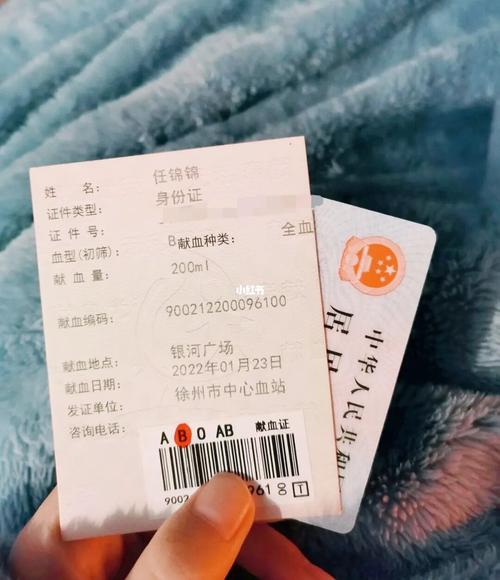 姓 名: 任锦锦
证件类型: 身份证
证 件 号:
血型(初筛): B 献血种类: 全血
献 血 量: 200ml
小红书
献血编码: 900212200096100
献血地点: 银河广场
献血日期: 2022年01月23日
发证单位: 徐州市中心血站
咨询电话:
A B O AB 献血证
9002
961
中华人民共和
居民